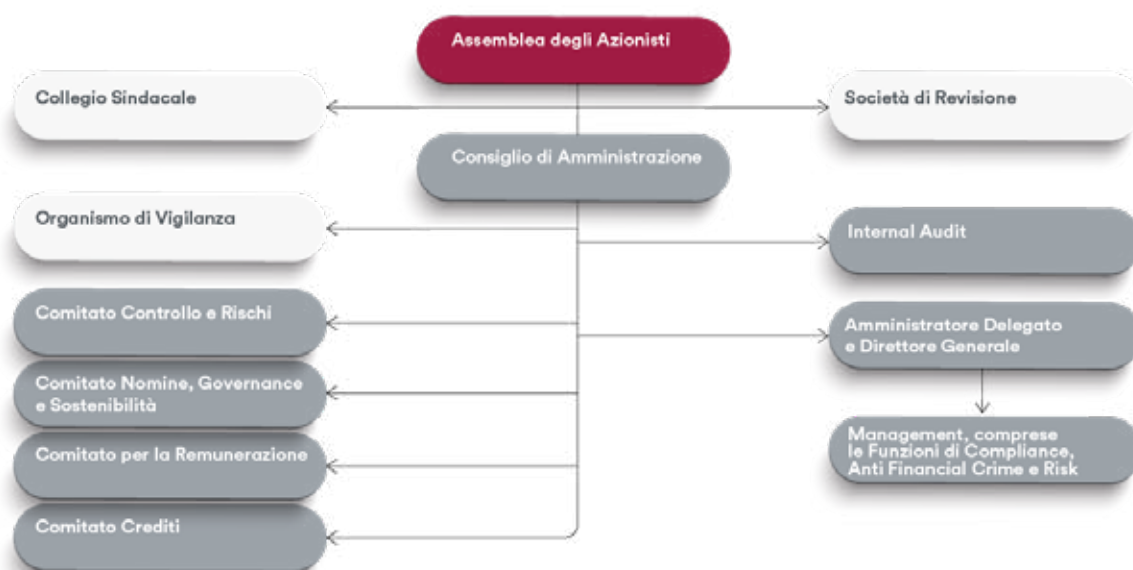 Assemblea degli Azionisti
Collegio Sindacale
Società di Revisione
Consiglio di Amministrazione
Organismo di Vigilanza
Internal Audit
Comitato Controllo e Rischi
Amministratore Delegato
e Direttore Generale
Comitato Nomine, Governance
e Sostenibilità
Comitato per la Remunerazione
Management, comprese
le Funzioni di Compliance,
Anti Financial Crime e Risk
Comitato Crediti